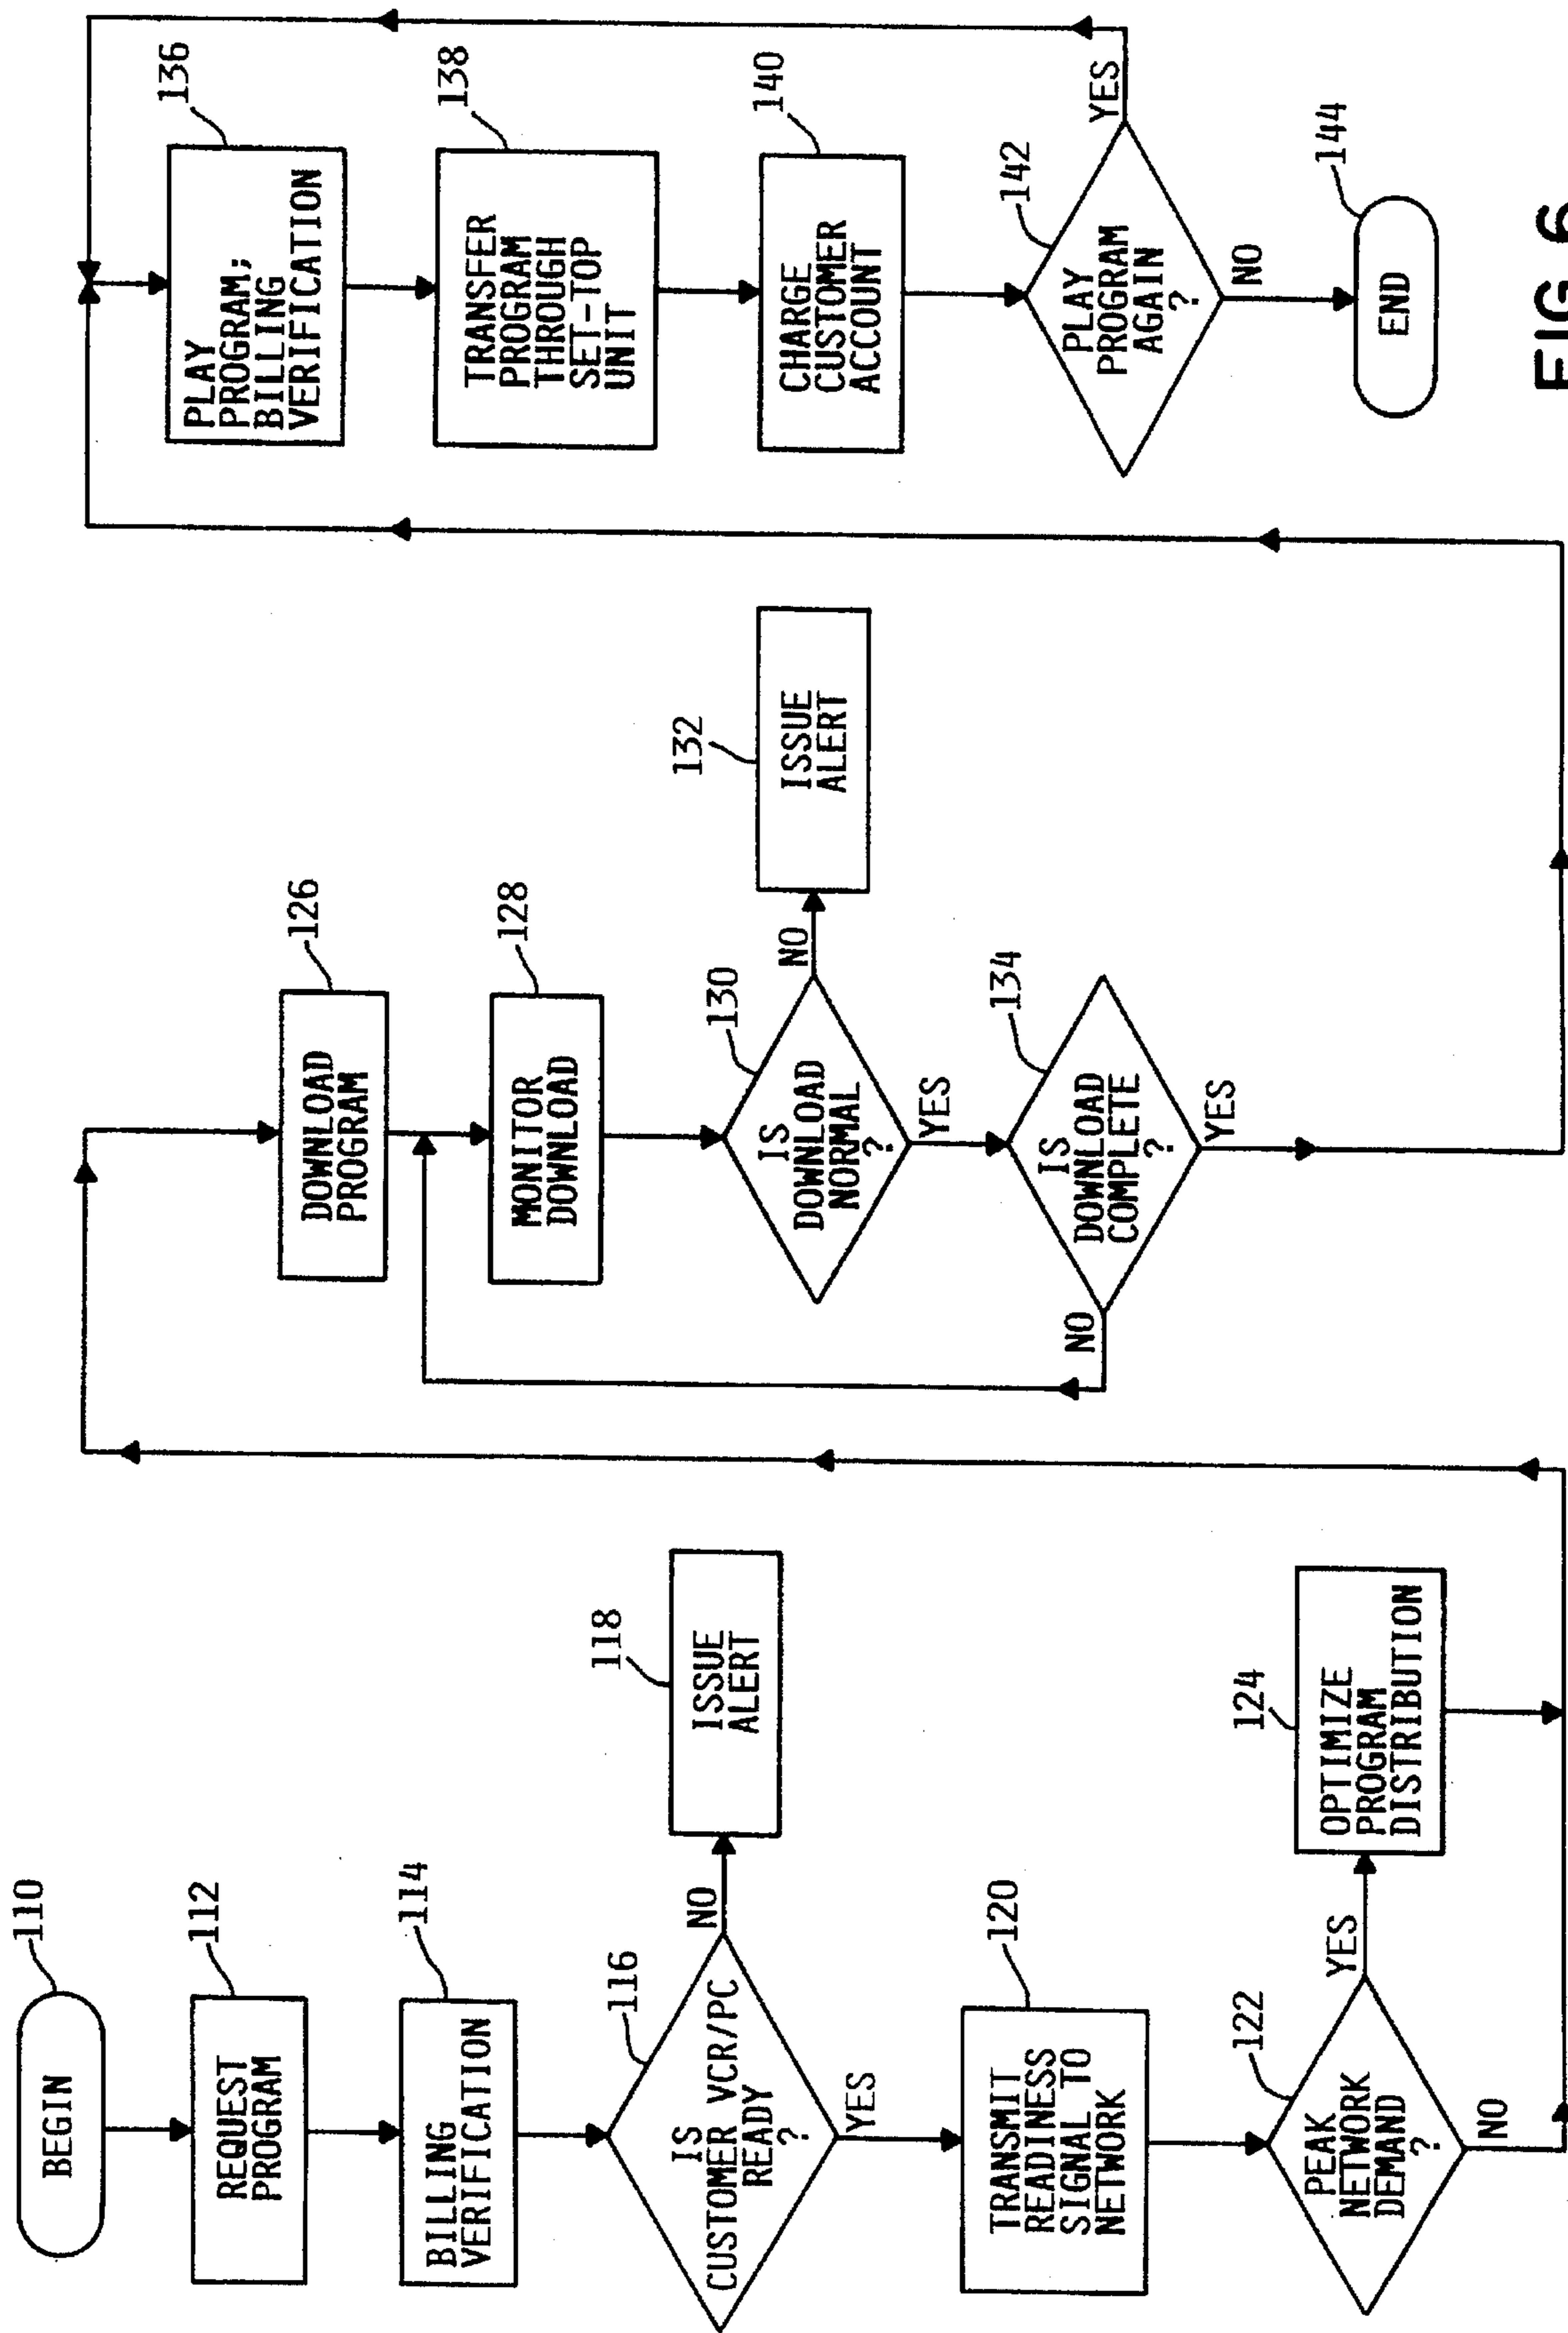 110
BEGIN
112
REQUEST
PROGRAM
114
BILLING
VERIFICATION
116
IS
CUSTOMER VCR/PC
READY
?
NO
118
ISSUE
ALERT
YES
120
TRANSMIT
READINESS
SIGNAL TO
NETWORK
122
PEAK
NETWORK
DEMAND
?
YES
124
OPTIMIZE
PROGRAM
DISTRIBUTION
NO
126
DOWNLOAD
PROGRAM
128
MONITOR
DOWNLOAD
130
IS
DOWNLOAD
NORMAL
?
NO
132
ISSUE
ALERT
YES
134
IS
DOWNLOAD
COMPLETE
?
NO
YES
136
PLAY
PROGRAM;
BILLING
VERIFICATION
138
TRANSFER
PROGRAM
THROUGH
SET-TOP
UNIT
140
CHARGE
CUSTOMER
ACCOUNT
142
PLAY
PROGRAM
AGAIN
?
YES
NO
144
END
FIG. 6